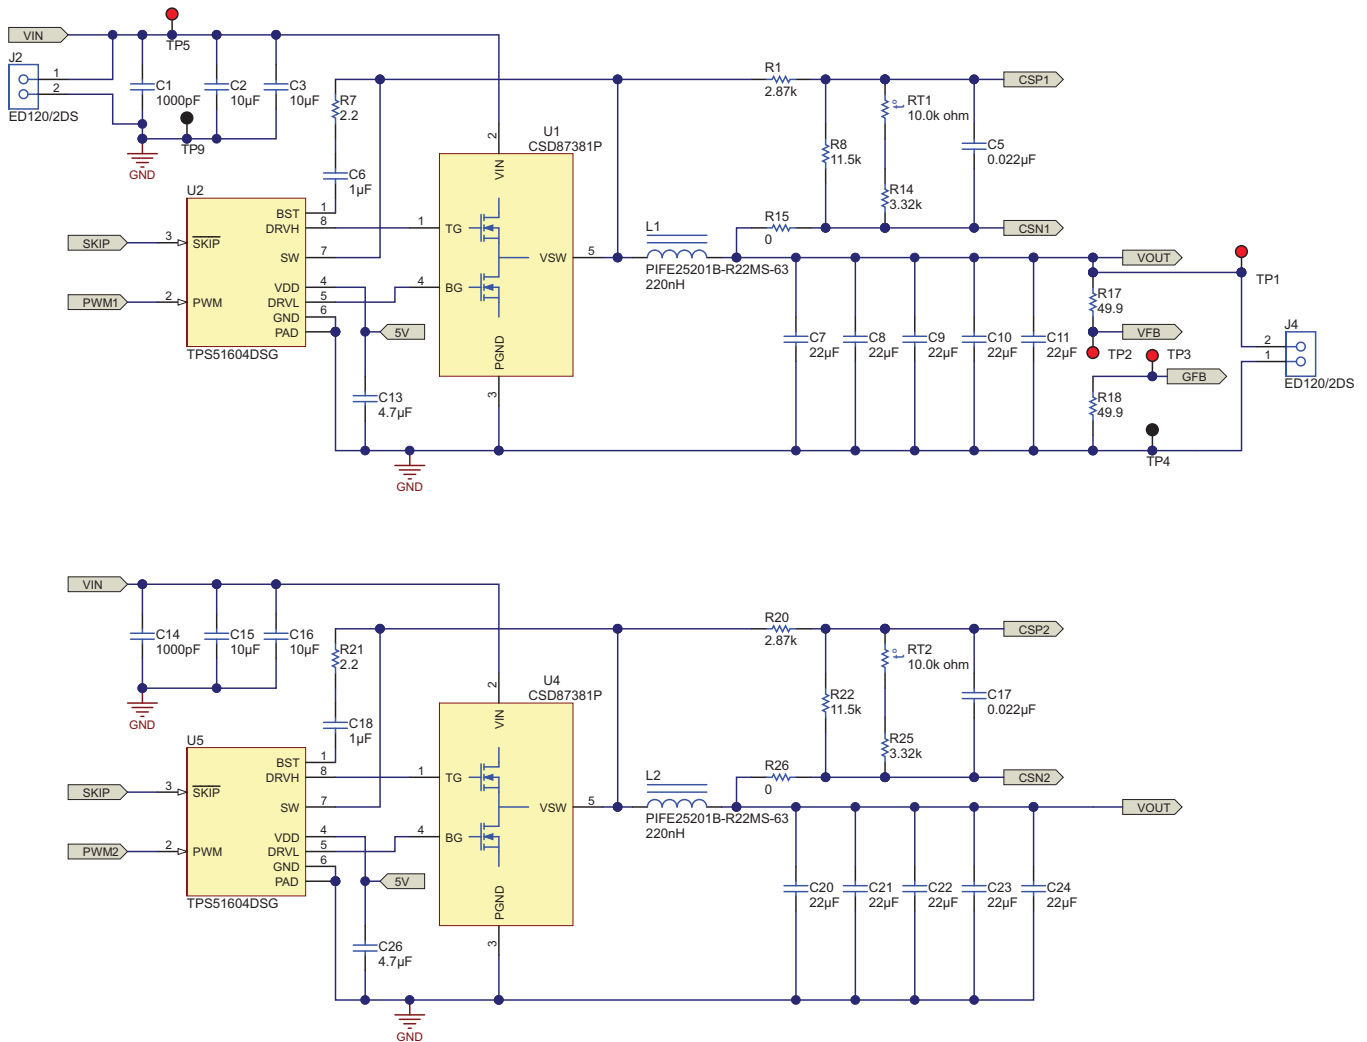 VIN
TP5
J2
1
2
ED120/2DS
C1
1000pF
C2
10µF
C3
10µF
TP9
GND
R7
2.2
C6
1µF
U1
CSD87381P
2
VIN
1
TG
4
BG
VSW
5
PGND
3
U2
BST
1
DRVH
8
SKIP
3
SKIP
SW
7
VDD
4
PWM1
2
PWM
DRVL
5
GND
6
PAD
TPS51604DSG
5V
C13
4.7µF
GND
R1
2.87k
CSP1
R8
11.5k
RT1
t°
10.0k ohm
R14
3.32k
C5
0.022µF
R15
0
CSN1
L1
PIFE25201B-R22MS-63
220nH
VOUT
TP1
C7
22µF
C8
22µF
C9
22µF
C10
22µF
C11
22µF
R17
49.9
VFB
TP2
TP3
GFB
R18
49.9
TP4
J4
2
1
ED120/2DS
VIN
C14
1000pF
C15
10µF
C16
10µF
GND
R21
2.2
C18
1µF
U4
CSD87381P
2
VIN
1
TG
4
BG
VSW
5
PGND
3
U5
BST
1
DRVH
8
SKIP
3
SKIP
SW
7
VDD
4
PWM2
2
PWM
DRVL
5
GND
6
PAD
TPS51604DSG
5V
C26
4.7µF
GND
R20
2.87k
CSP2
R22
11.5k
RT2
t°
10.0k ohm
R25
3.32k
C17
0.022µF
R26
0
CSN2
L2
PIFE25201B-R22MS-63
220nH
VOUT
C20
22µF
C21
22µF
C22
22µF
C23
22µF
C24
22µF